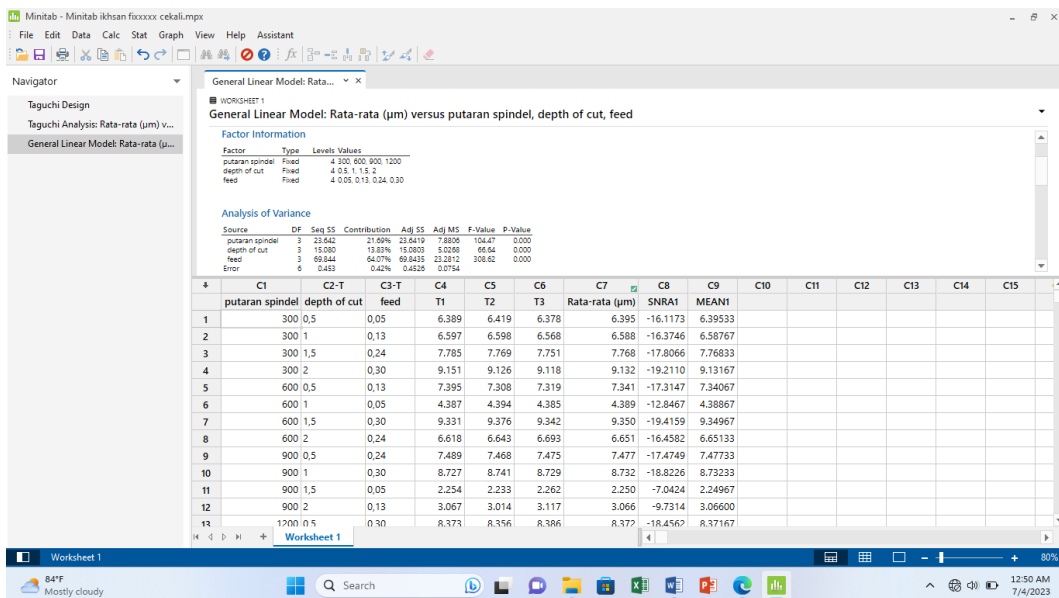 Minitab - Minitab ikhsan fixxxxx cekali.mpx
File Edit Data Calc Stat Graph View Help Assistant
Navigator
Taguchi Design
Taguchi Analysis: Rata-rata (μm) v...
General Linear Model: Rata-rata (μ...
General Linear Model: Rata...
WORKSHEET 1
General Linear Model: Rata-rata (μm) versus putaran spindel, depth of cut, feed
Factor Information
Factor Type Levels Values
putaran spindel Fixed 4 300, 600, 900, 1200
depth of cut Fixed 4 0,5. 1. 1,5. 2
feed Fixed 4 0,05. 0,13. 0,24. 0,30
Analysis of Variance
Source DF Seq SS Contribution Adj SS Adj MS F-Value P-Value
putaran spindel 3 23.642 21.69% 23.6419 7.8806 104.47 0.000
depth of cut 3 15.080 13.83% 15.0803 5.0268 66.64 0.000
feed 3 69.844 64.07% 69.8435 23.2812 308.62 0.000
Error 6 0.453 0.42% 0.4526 0.0754
C1 C2-T C3-T C4 C5 C6 C7 C8 C9 C10 C11 C12 C13 C14 C15
putaran spindel depth of cut feed T1 T2 T3 Rata-rata (μm) SNRA1 MEAN1
1 300 0,5 0,05 6.389 6.419 6.378 6.395 -16.1173 6.39533
2 300 1 0,13 6.597 6.598 6.568 6.588 -16.3746 6.58767
3 300 1,5 0,24 7.785 7.769 7.751 7.768 -17.8066 7.76833
4 300 2 0,30 9.151 9.126 9.118 9.132 -19.2110 9.13167
5 600 0,5 0,13 7.395 7.308 7.319 7.341 -17.3147 7.34067
6 600 1 0,05 4.387 4.394 4.385 4.389 -12.8467 4.38867
7 600 1,5 0,30 9.331 9.376 9.342 9.350 -19.4159 9.34967
8 600 2 0,24 6.618 6.643 6.693 6.651 -16.4582 6.65133
9 900 0,5 0,24 7.489 7.468 7.475 7.477 -17.4749 7.47733
10 900 1 0,30 8.727 8.741 8.729 8.732 -18.8226 8.73233
11 900 1,5 0,05 2.254 2.233 2.262 2.250 -7.0424 2.24967
12 900 2 0,13 3.067 3.014 3.117 3.066 -9.7314 3.06600
13 1200 0,5 0,30 8.373 8.356 8.386 8.372 -18.4562 8.37167
Worksheet 1
Worksheet 1
80%
84°F
Mostly cloudy
Search
12:50 AM
7/4/2023